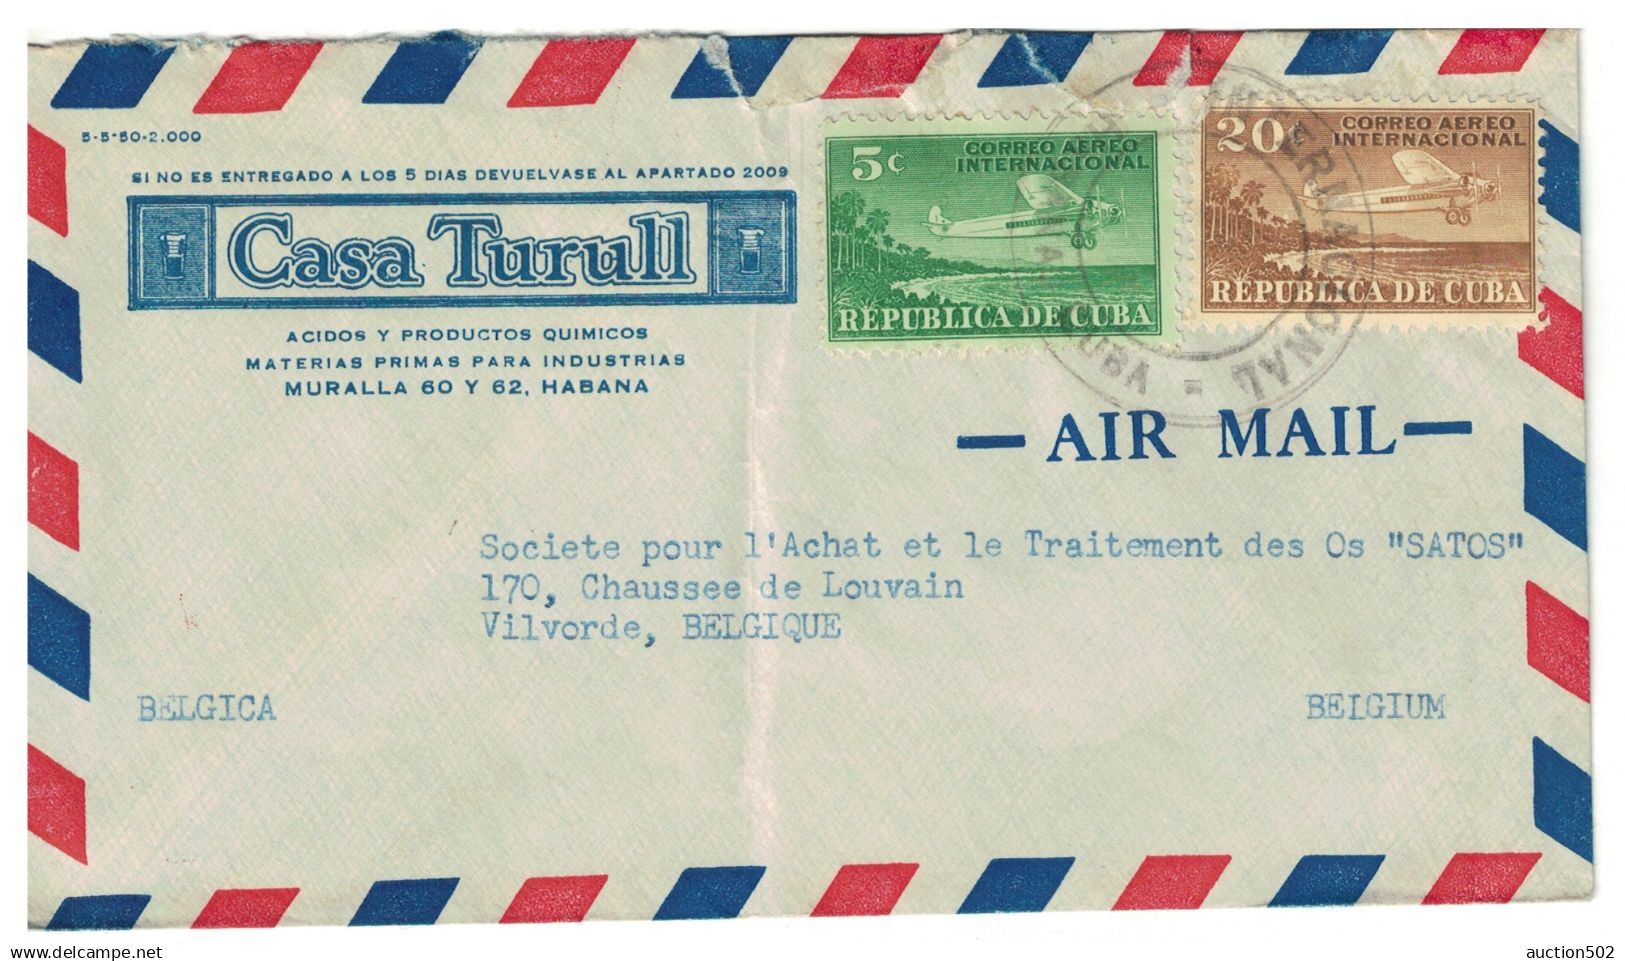 5-5-50-2.000
SI NO ES ENTREGADO A LOS 5 DIAS DEVUELVASE AL APARTADO 2009
Casa Turull
ACIDOS Y PRODUCTOS QUIMICOS
MATERIAS PRIMAS PARA INDUSTRIAS
MURALLA 60 Y 62, HABANA
5¢ CORREO AEREO
INTERNACIONAL
REPUBLICA DE CUBA
20 CORREO AEREO
INTERNACIONAL
REPUBLICA DE CUBA
INTERNACIONAL
CUBA
— AIR MAIL —
Societe pour l'Achat et le Traitement des Os "SATOS"
170, Chaussee de Louvain
Vilvorde, BELGIQUE
BELGICA
BELGIUM
delcampe.net
auction502